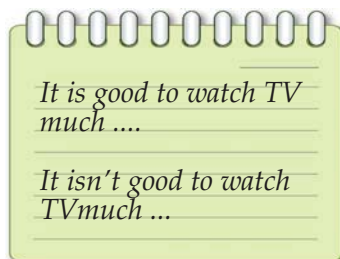 It is good to watch TV
much ....
It isn't good to watch
TVmuch ...